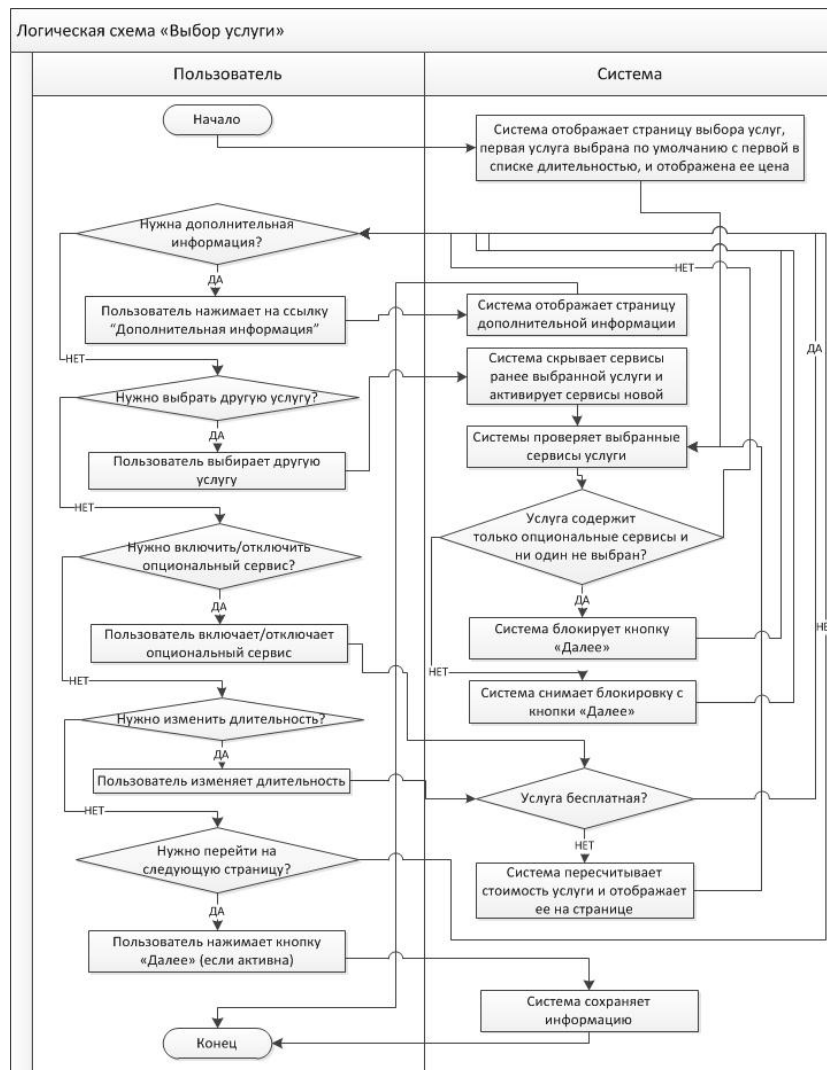 Логическая схема «Выбор услуги»
Пользователь
Система
Начало
Система отображает страницу выбора услуг,
первая услуга выбрана по умолчанию с первой в
списке длительностью, и отображена ее цена
Нужна дополнительная
информация?
НЕТ
ДА
Пользователь нажимает на ссылку
“Дополнительная информация”
Система отображает страницу
дополнительной информации
ДА
НЕТ
Система скрывает сервисы
ранее выбранной услуги и
активирует сервисы новой
Нужно выбрать другую услугу?
ДА
Системы проверяет выбранные
сервисы услуги
Пользователь выбирает другую
услугу
НЕТ
Услуга содержит
только опциональные сервисы и
ни один не выбран?
Нужно включить/отключить
опциональный сервис?
ДА
ДА
Система блокирует кнопку
«Далее»
НЕ
Пользователь включает/отключает
опциональный сервис
НЕТ
НЕТ
Система снимает блокировку с
кнопки «Далее»
Нужно изменить длительность?
ДА
Пользователь изменяет длительность
Услуга бесплатная?
НЕТ
НЕТ
Нужно перейти на
следующую страницу?
Система пересчитывает
стоимость услуги и отображает
ее на странице
ДА
Пользователь нажимает кнопку
«Далее» (если активна)
Система сохраняет
информацию
Конец